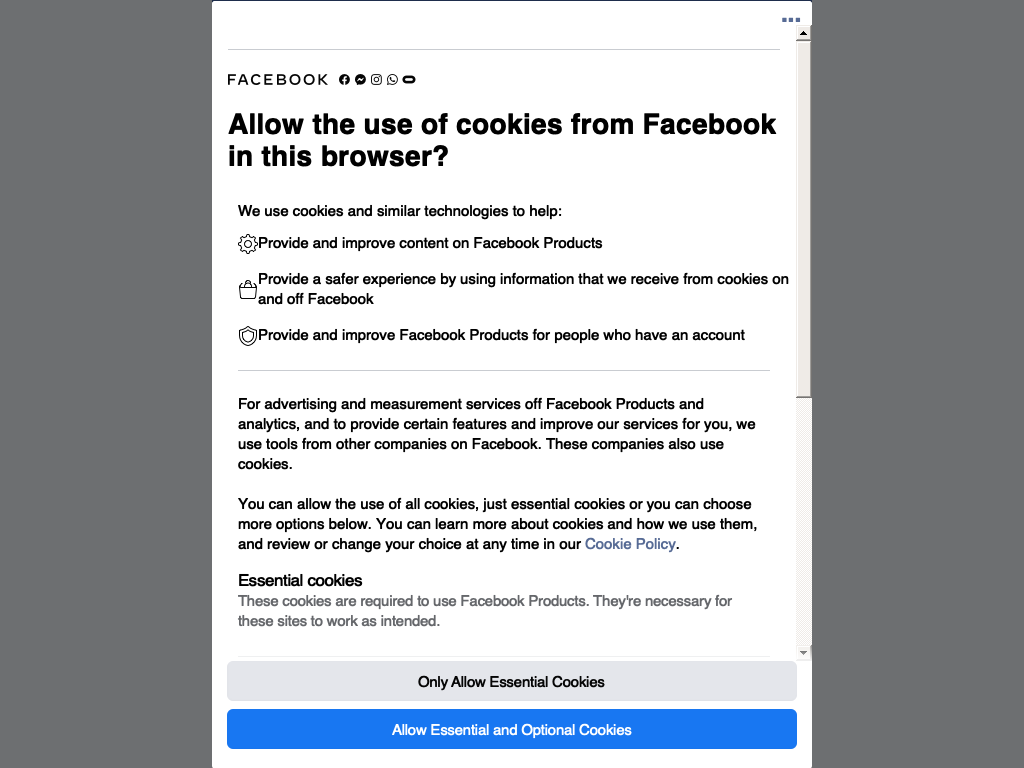 FACEBOOK
Allow the use of cookies from Facebook
in this browser?
We use cookies and similar technologies to help:
Provide and improve content on Facebook Products
Provide a safer experience by using information that we receive from cookies on
and off Facebook
Provide and improve Facebook Products for people who have an account
For advertising and measurement services off Facebook Products and
analytics, and to provide certain features and improve our services for you, we
use tools from other companies on Facebook. These companies also use
cookies.
You can allow the use of all cookies, just essential cookies or you can choose
more options below. You can learn more about cookies and how we use them,
and review or change your choice at any time in our Cookie Policy.
Essential cookies
These cookies are required to use Facebook Products. They're necessary for
these sites to work as intended.
Only Allow Essential Cookies
Allow Essential and Optional Cookies